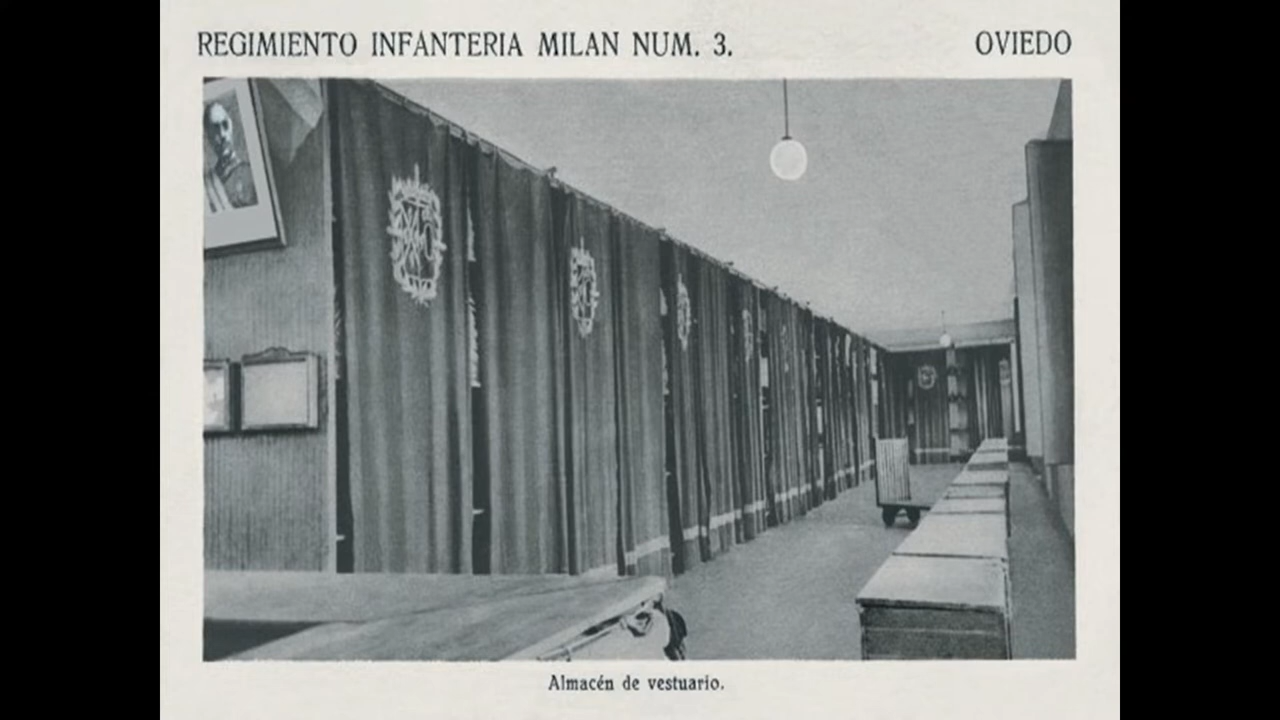 REGIMIENTO INFANTERIA MILAN NUM. 3. OVIEDO
Almacén de vestuario.